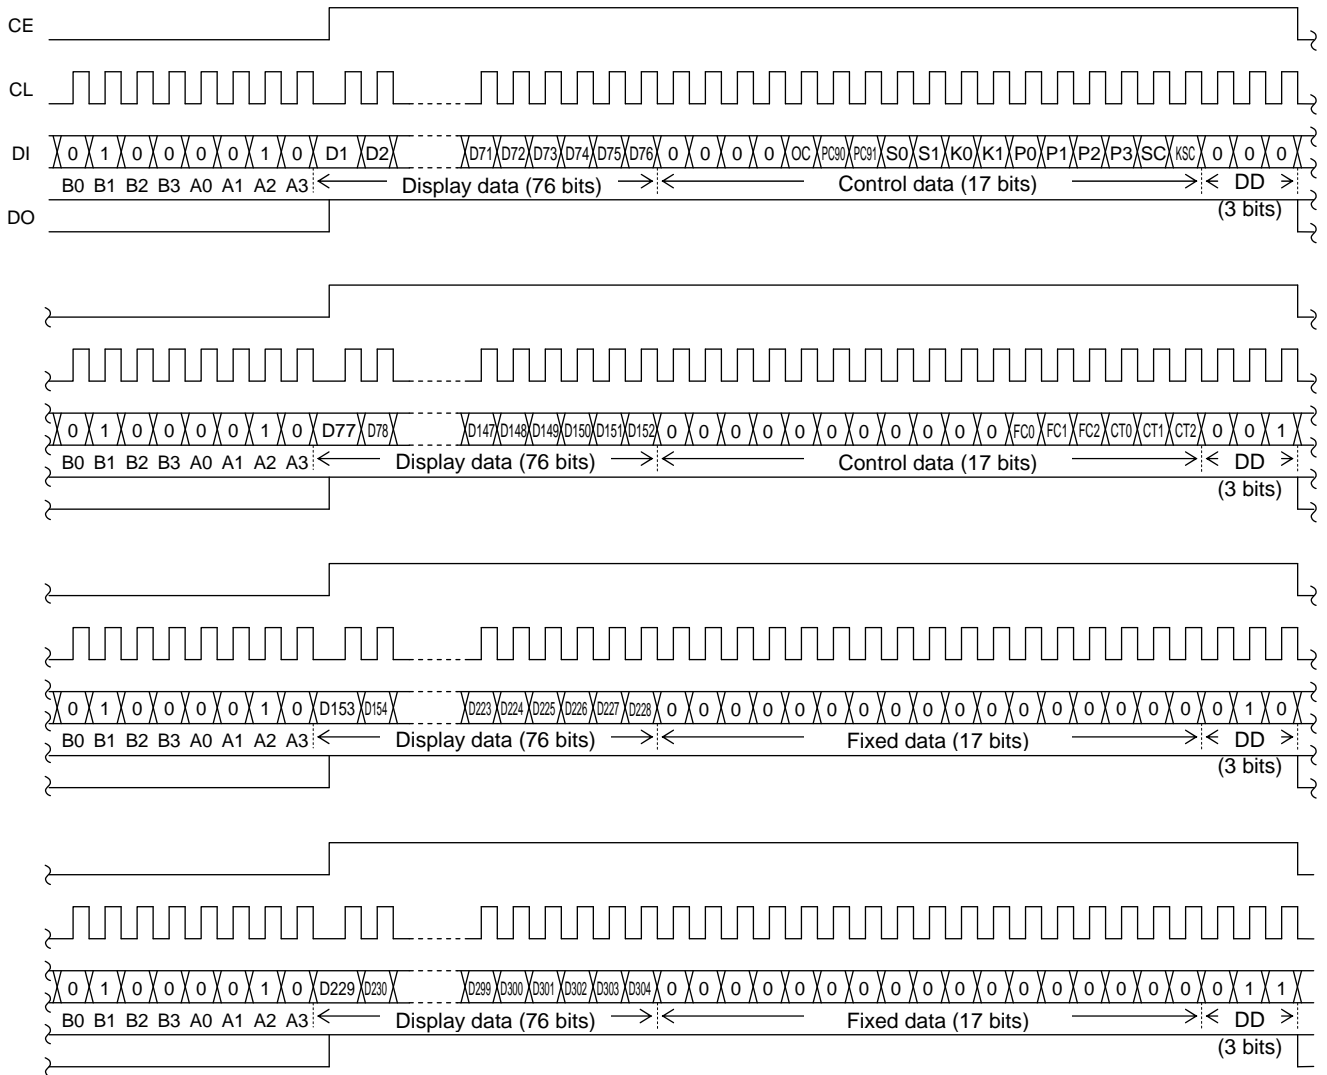 CE
CL
DI 0 1 0 0 0 0 1 0 D1 D2 D71 D72 D73 D74 D75 D76 0 0 0 0 OC PC90 PC91 S0 S1 K0 K1 P0 P1 P2 P3 SC KSC 0 0 0
B0 B1 B2 B3 A0 A1 A2 A3 Display data (76 bits) Control data (17 bits) DD
DO (3 bits)
0 1 0 0 0 0 1 0 D77 D78 D147 D148 D149 D150 D151 D152 0 0 0 0 0 0 0 0 0 0 0 FC0 FC1 FC2 CT0 CT1 CT2 0 0 1
B0 B1 B2 B3 A0 A1 A2 A3 Display data (76 bits) Control data (17 bits) DD
(3 bits)
0 1 0 0 0 0 1 0 D153 D154 D223 D224 D225 D226 D227 D228 0 0 0 0 0 0 0 0 0 0 0 0 0 0 0 0 0 0 1 0
B0 B1 B2 B3 A0 A1 A2 A3 Display data (76 bits) Fixed data (17 bits) DD
(3 bits)
0 1 0 0 0 0 1 0 D229 D230 D299 D300 D301 D302 D303 D304 0 0 0 0 0 0 0 0 0 0 0 0 0 0 0 0 0 0 1 1
B0 B1 B2 B3 A0 A1 A2 A3 Display data (76 bits) Fixed data (17 bits) DD
(3 bits)